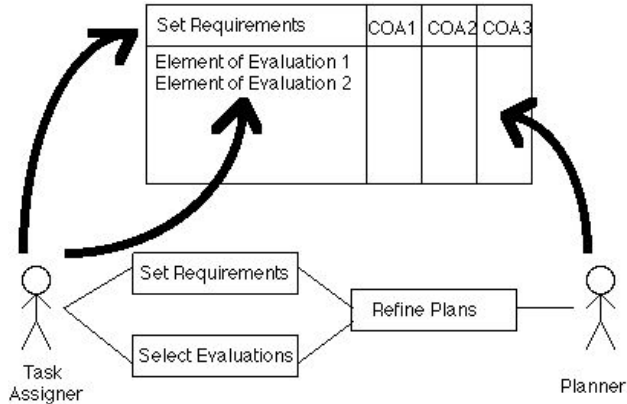 Set Requirements COA1 COA2 COA3
Element of Evaluation 1
Element of Evaluation 2
Set Requirements
Refine Plans
Select Evaluations
Task
Assigner
Planner